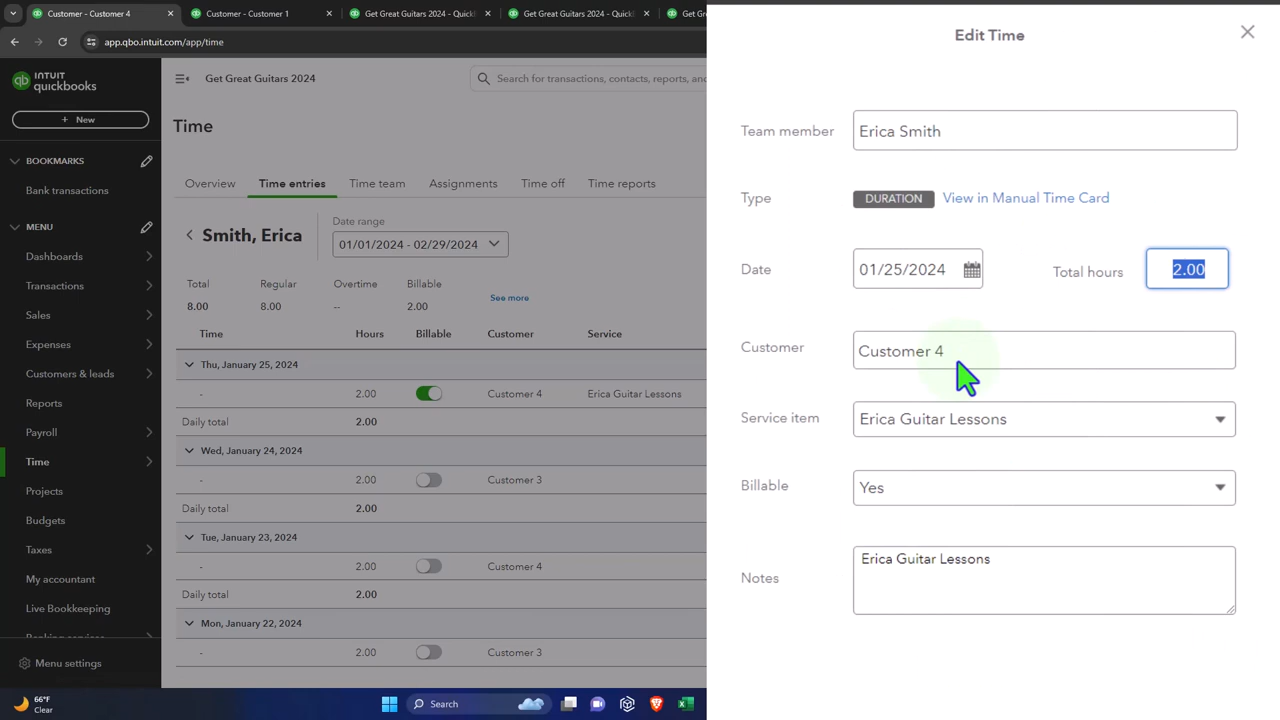 Customer - Customer 4
Customer - Customer 1
Get Great Guitars 2024 - Quickb
Get Great Guitars 2024 - Quickl
Get Great
app.qbo.intuit.com/app/time
INTUIT
quickbooks
+ New
BOOKMARKS
Bank transactions
MENU
Dashboards
Transactions
Sales
Expenses
Customers & leads
Reports
Payroll
Time
Projects
Budgets
Taxes
My accountant
Live Bookkeeping
Banking services
Menu settings
Get Great Guitars 2024
Search for transactions, contacts, reports, and
Time
Overview
Time entries
Time team
Assignments
Time off
Time reports
Smith, Erica
Date range
01/01/2024 - 02/29/2024
Total Regular Overtime Billable
8.00 8.00 -- 2.00
See more
Time Hours Billable Customer Service
Thu, January 25, 2024
- 2.00 Customer 4 Erica Guitar Lessons
Daily total 2.00
Wed, January 24, 2024
- 2.00 Customer 3
Daily total 2.00
Tue, January 23, 2024
- 2.00 Customer 4
Daily total 2.00
Mon, January 22, 2024
- 2.00 Customer 3
Edit Time
Team member Erica Smith
Type DURATION View in Manual Time Card
Date 01/25/2024 Total hours 2.00
Customer Customer 4
Service item Erica Guitar Lessons
Billable Yes
Notes Erica Guitar Lessons
66°F
Clear
Search